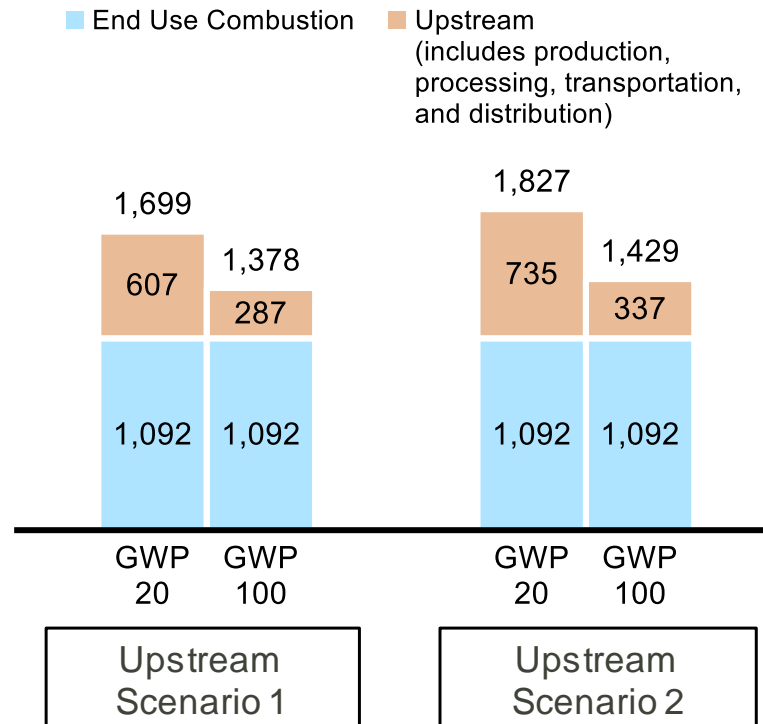 End Use Combustion
Upstream
(includes production,
processing, transportation,
and distribution)
1,699
1,378
607
287
1,092
1,092
1,827
1,429
735
337
1,092
1,092
GWP
20
GWP
100
GWP
20
GWP
100
Upstream
Scenario 1
Upstream
Scenario 2